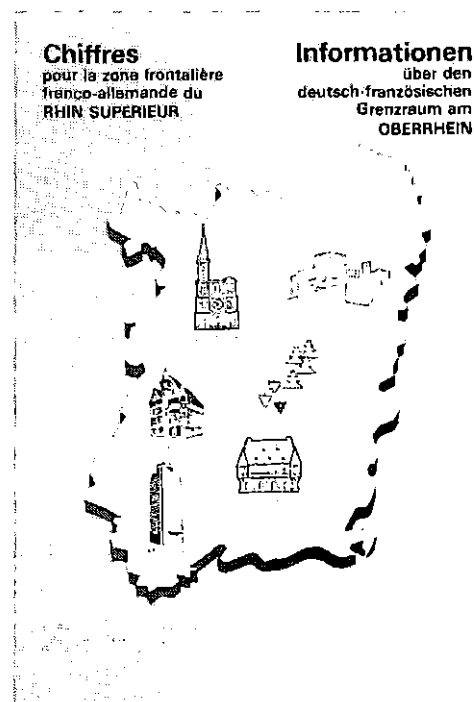 Chiffres
pour la zone frontalière
franco-allemande du
RHIN SUPERIEUR
Informationen
über den
deutsch-französischen
Grenzraum am
OBERRHEIN